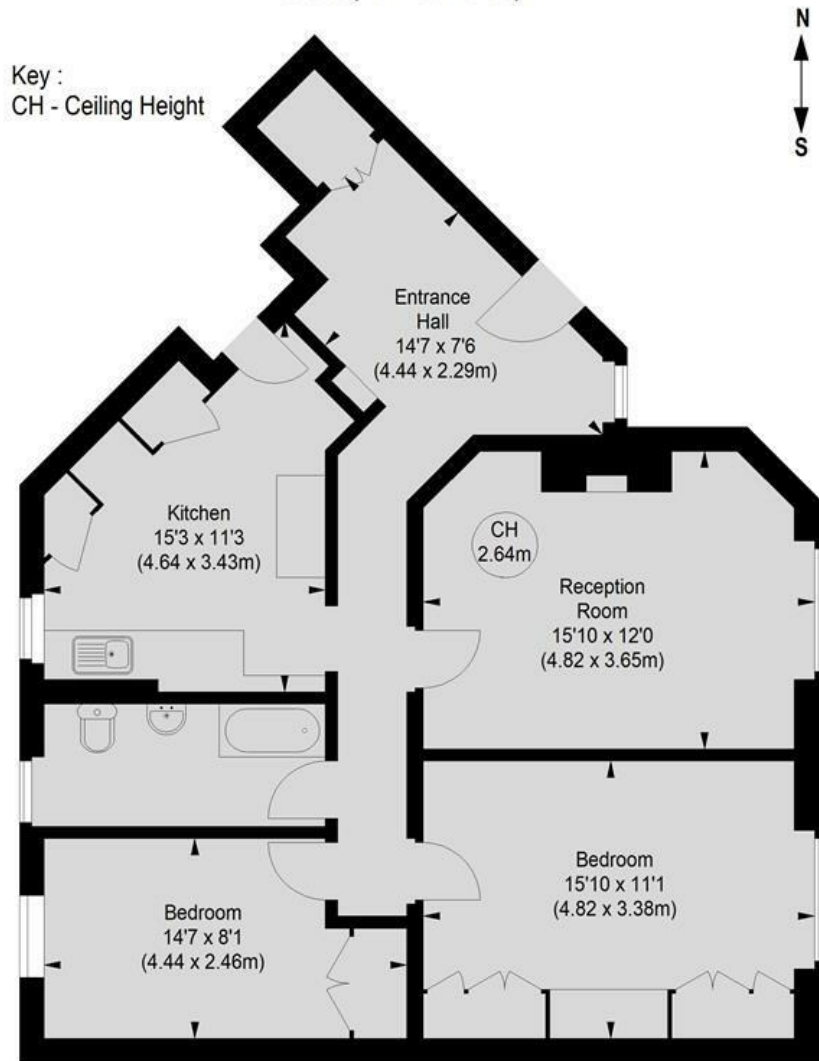 Key :
CH - Ceiling Height
N
S
Entrance
Hall
14'7 x 7'6
(4.44 x 2.29m)
Kitchen
15'3 x 11'3
(4.64 x 3.43m)
CH
2.64m
Reception
Room
15'10 x 12'0
(4.82 x 3.65m)
Bedroom
15'10 x 11'1
(4.82 x 3.38m)
Bedroom
14'7 x 8'1
(4.44 x 2.46m)